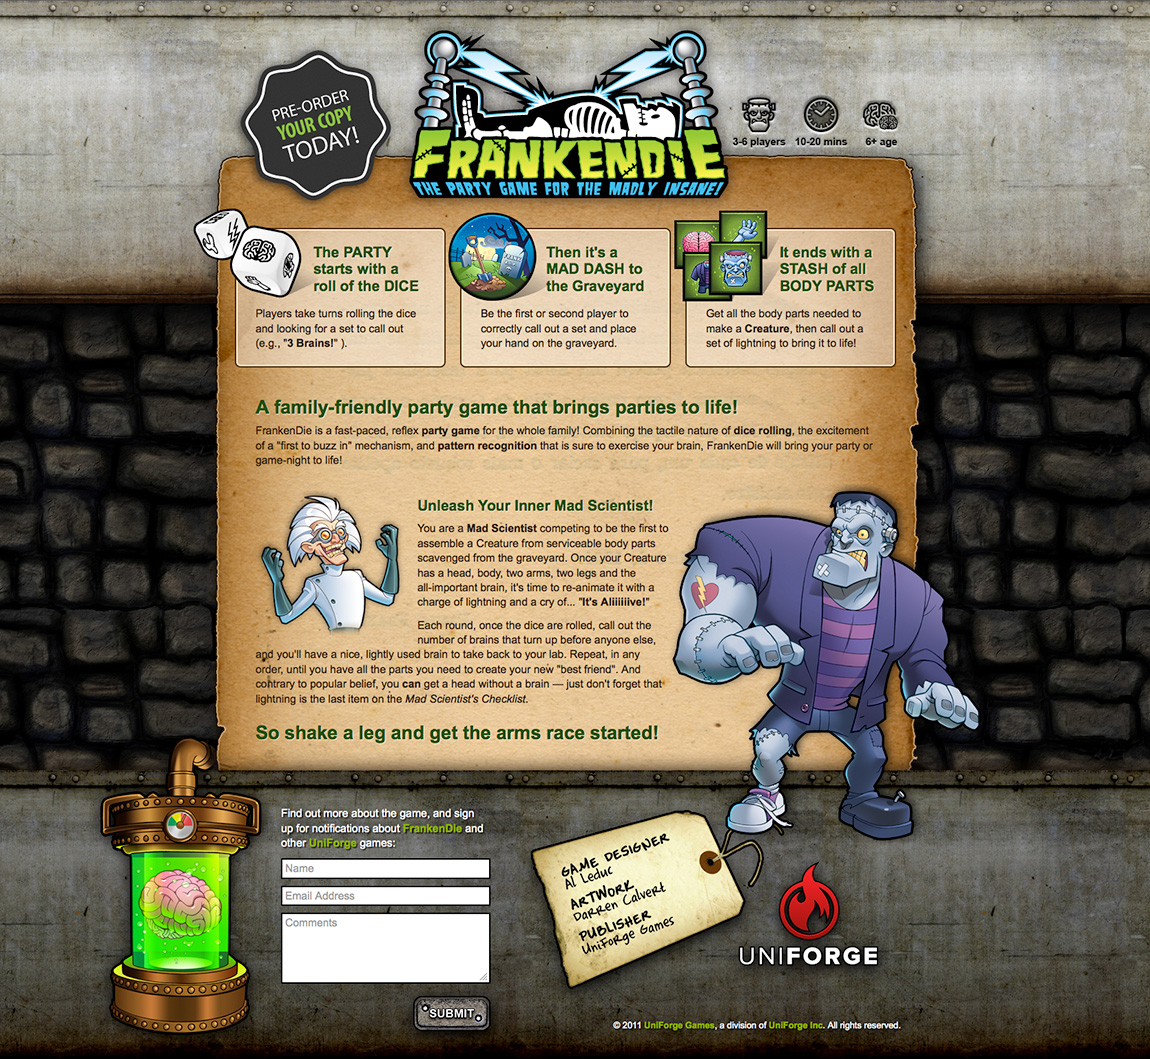 PRE-ORDER
YOUR COPY
TODAY!
FRANKENDIE
THE PARTY GAME FOR THE MADLY INSANE!
3-6 players
10-20 mins
6+ age
The PARTY
starts with a
roll of the DICE
Players take turns rolling the dice
and looking for a set to call out
(e.g., "3 Brains!" ).
Then it's a
MAD DASH to
the Graveyard
Be the first or second player to
correctly call out a set and place
your hand on the graveyard.
It ends with a
STASH of all
BODY PARTS
Get all the body parts needed to
make a Creature, then call out a
set of lightning to bring it to life!
A family-friendly party game that brings parties to life!
FrankenDie is a fast-paced, reflex party game for the whole family! Combining the tactile nature of dice rolling, the excitement
of a "first to buzz in" mechanism, and pattern recognition that is sure to exercise your brain, FrankenDie will bring your party or
game-night to life!
Unleash Your Inner Mad Scientist!
You are a Mad Scientist competing to be the first to
assemble a Creature from serviceable body parts
scavenged from the graveyard. Once your Creature
has a head, body, two arms, two legs and the
all-important brain, it's time to re-animate it with a
charge of lightning and a cry of... "It's Aliiiiiive!"
Each round, once the dice are rolled, call out the
number of brains that turn up before anyone else,
and you'll have a nice, lightly used brain to take back to your lab. Repeat, in any
order, until you have all the parts you need to create your new "best friend". And
contrary to popular belief, you can get a head without a brain — just don't forget that
lightning is the last item on the Mad Scientist's Checklist.
So shake a leg and get the arms race started!
Find out more about the game, and sign
up for notifications about FrankenDie and
other UniForge games:
Name
Email Address
Comments
SUBMIT
GAME DESIGNER
Al Leduc
ARTWORK
Darren Calvert
PUBLISHER
UniForge Games
UNIFORGE
© 2011 UniForge Games, a division of UniForge Inc. All rights reserved.